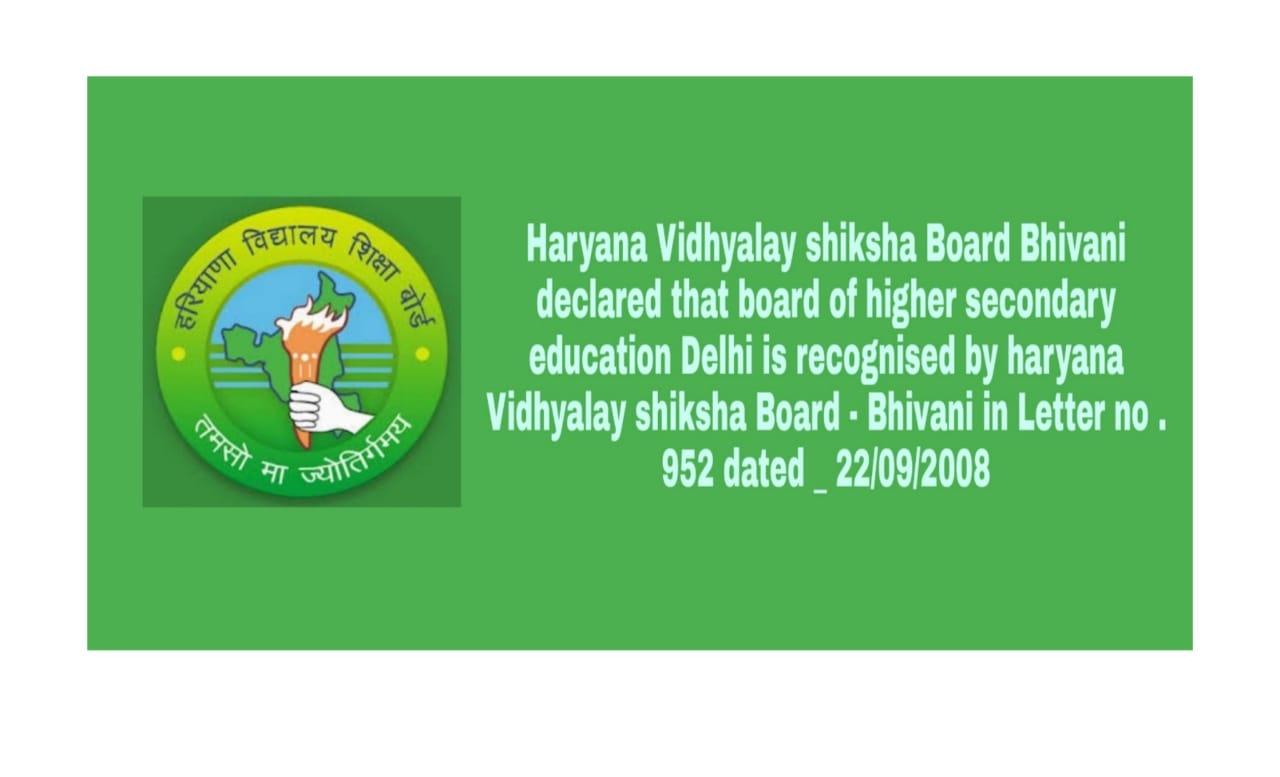 हरियाणा विद्यालय शिक्षा बोर्ड
तमसो मा ज्योतिर्गमय
Haryana Vidhyalay shiksha Board Bhivani
declared that board of higher secondary
education Delhi is recognised by haryana
Vidhyalay shiksha Board - Bhivani in Letter no .
952 dated _ 22/09/2008